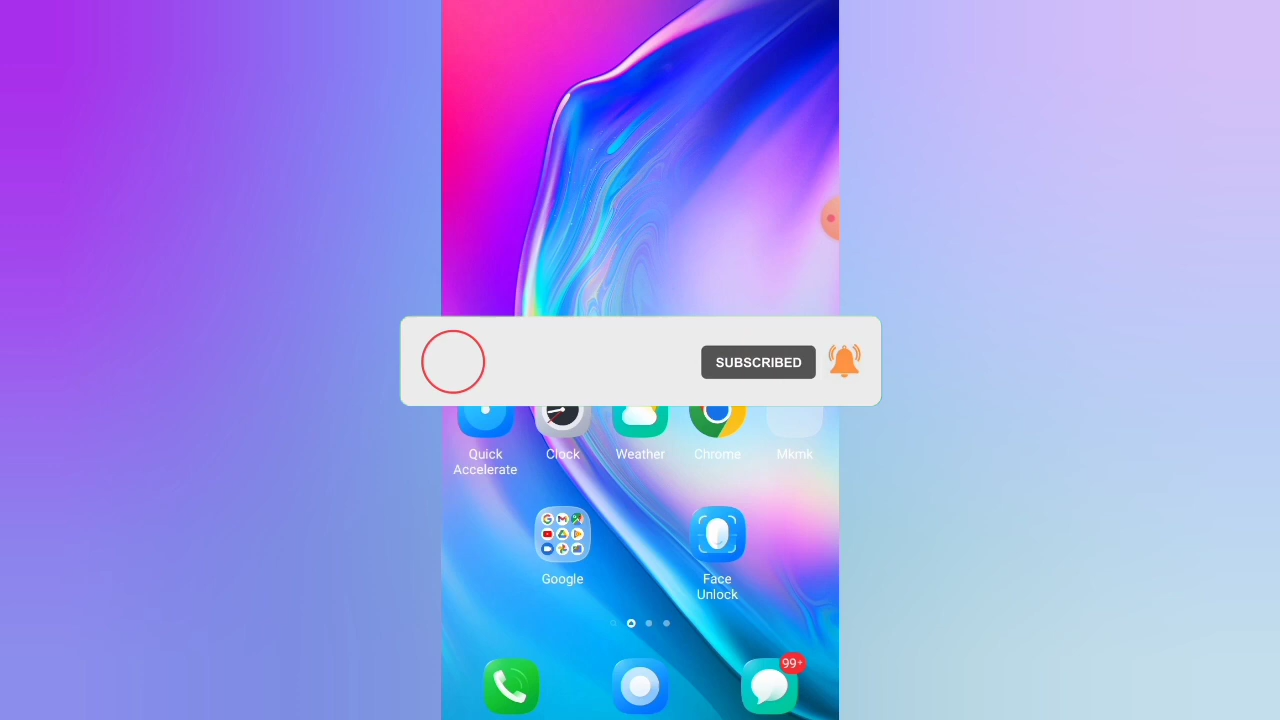 SUBSCRIBED
Quick
Accelerate
Clock
Weather
Chrome
Mkmk
Google
Face
Unlock
99+